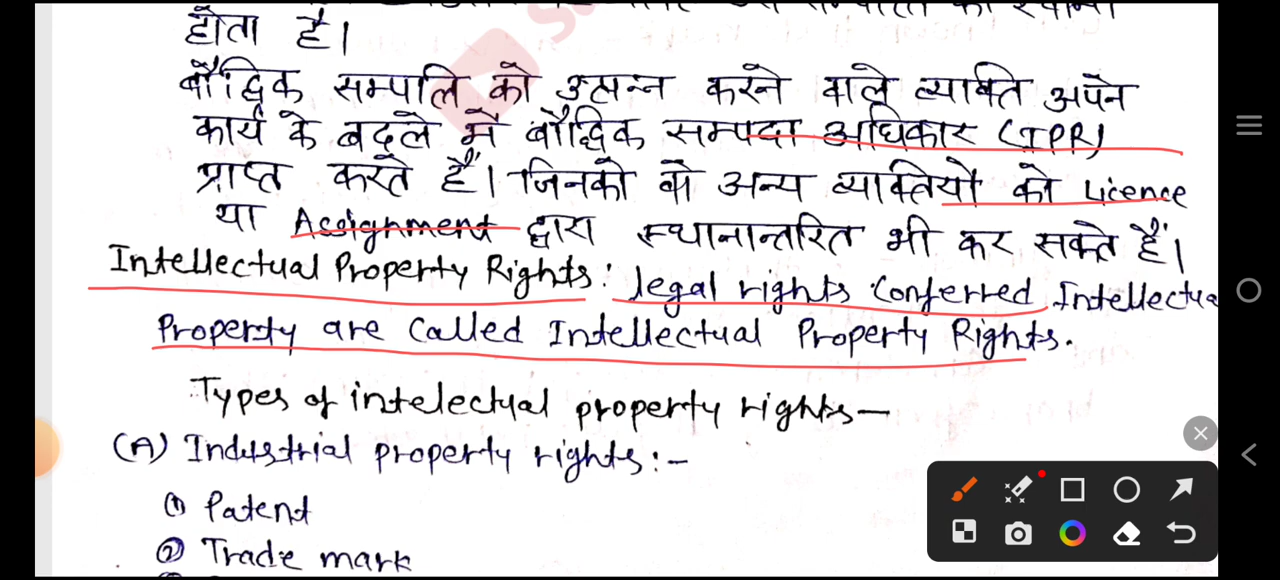 होता है।
बौद्धिक सम्पत्ति को उत्पन्न करने वाले व्यक्ति अपने
कार्य के बदले में बौद्धिक सम्पदा अधिकार (IPR)
प्राप्त करते हैं। जिनको वो अन्य व्यक्तियों को Licence
या Assignment द्वारा स्थानान्तरित भी कर सकते हैं।
Intellectual Property Rights: legal rights Conferred Intellectua
Property are Called Intellectual Property Rights.
Types of intelectual property rights—
(A) Industrial property rights:-
① Patent
② Trade mark